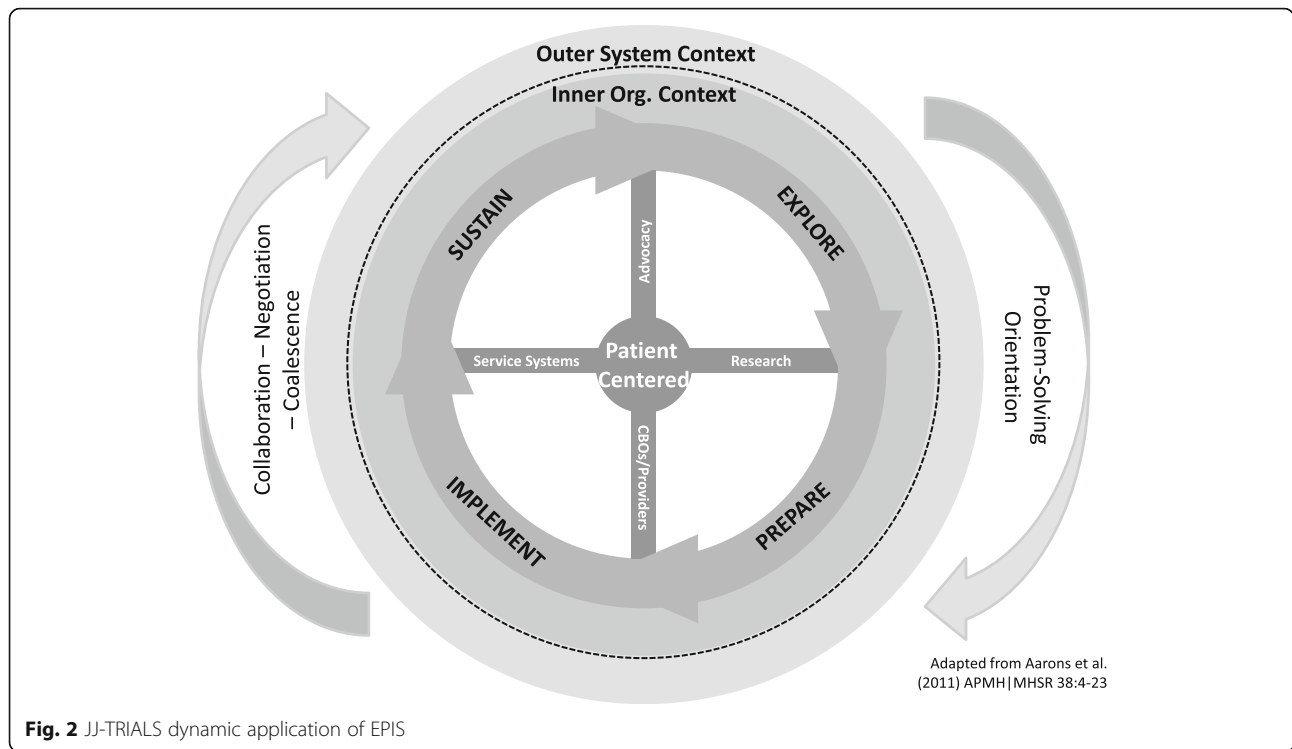 Outer System Context
Inner Org. Context
SUSTAIN
EXPLORE
Advocacy
Collaboration – Negotiation
– Coalescence
Problem-Solving
Orientation
Service Systems
Patient
Centered
Research
CBOs/Providers
IMPLEMENT
PREPARE
Adapted from Aarons et al.
(2011) APMH|MHSR 38:4-23
Fig. 2 JJ-TRIALS dynamic application of EPIS